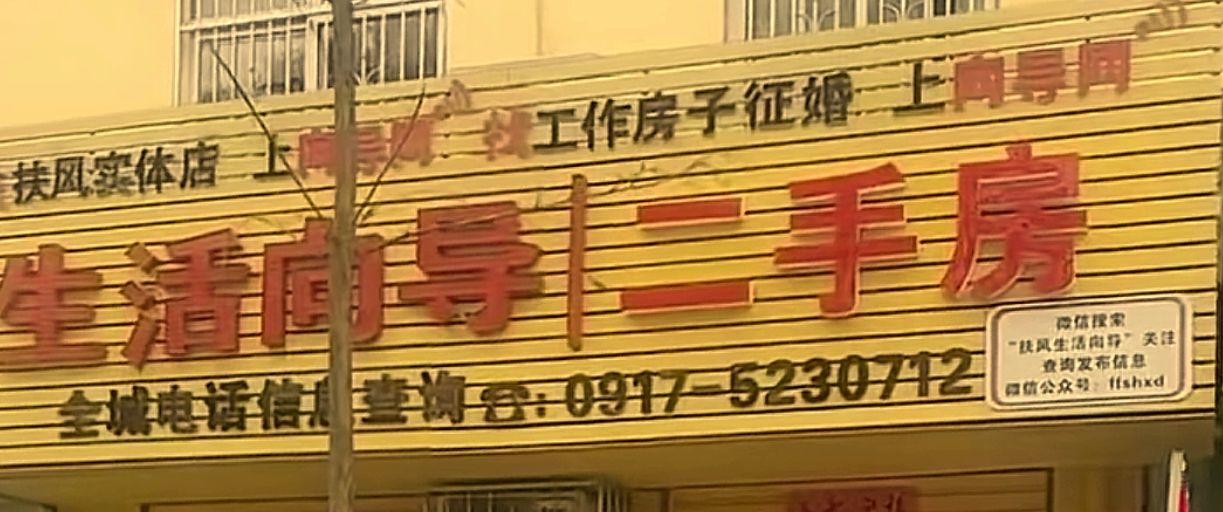 扶风实体店 上向导网 找工作房子征婚 上向导网
生活向导|二手房
全城电话信息查询☎:0917-5230712
微信搜索
"扶风生活向导"关注
查询发布信息
微信公众号:ffshxd